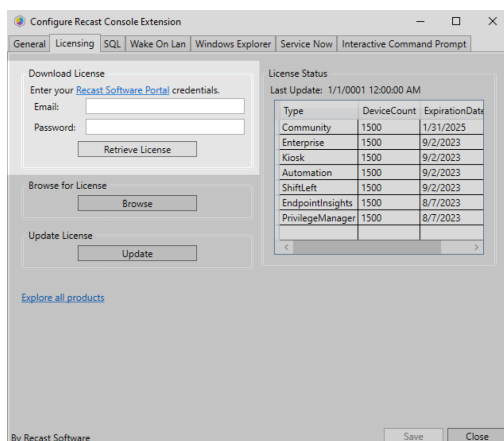 Configure Recast Console Extension
General Licensing SQL Wake On Lan Windows Explorer Service Now Interactive Command Prompt
Download License
Enter your Recast Software Portal credentials.
Email:
Password:
Retrieve License
Browse for License
Browse
Update License
Update
Explore all products
License Status
Last Update: 1/1/0001 12:00:00 AM
Type DeviceCount ExpirationDate
Community 1500 1/31/2025
Enterprise 1500 9/2/2023
Kiosk 1500 9/2/2023
Automation 1500 9/2/2023
ShiftLeft 1500 9/2/2023
EndpointInsights 1500 8/7/2023
PrivilegeManager 1500 8/7/2023
By Recast Software
Save Close